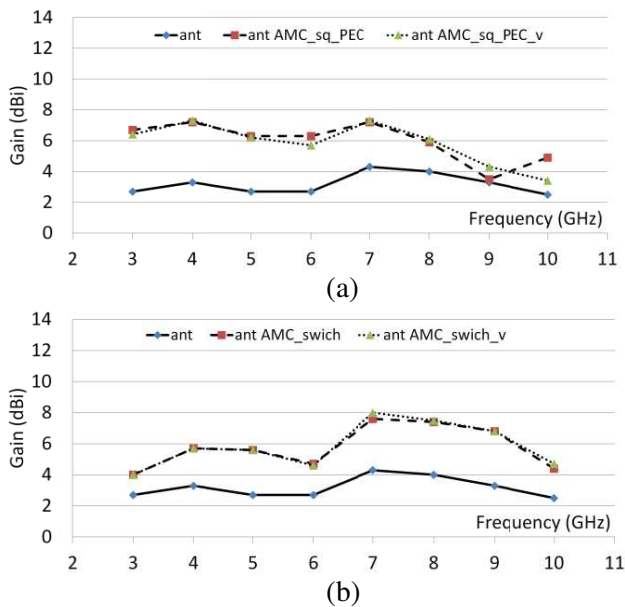 14
12
10
8
6
4
2
0
Gain (dBi)
ant ant AMC_sq_PEC ant AMC_sq_PEC_v
Frequency (GHz)
2 3 4 5 6 7 8 9 10 11
(a)
14
12
10
8
6
4
2
0
Gain (dBi)
ant ant AMC_swich ant AMC_swich_v
Frequency (GHz)
2 3 4 5 6 7 8 9 10 11
(b)